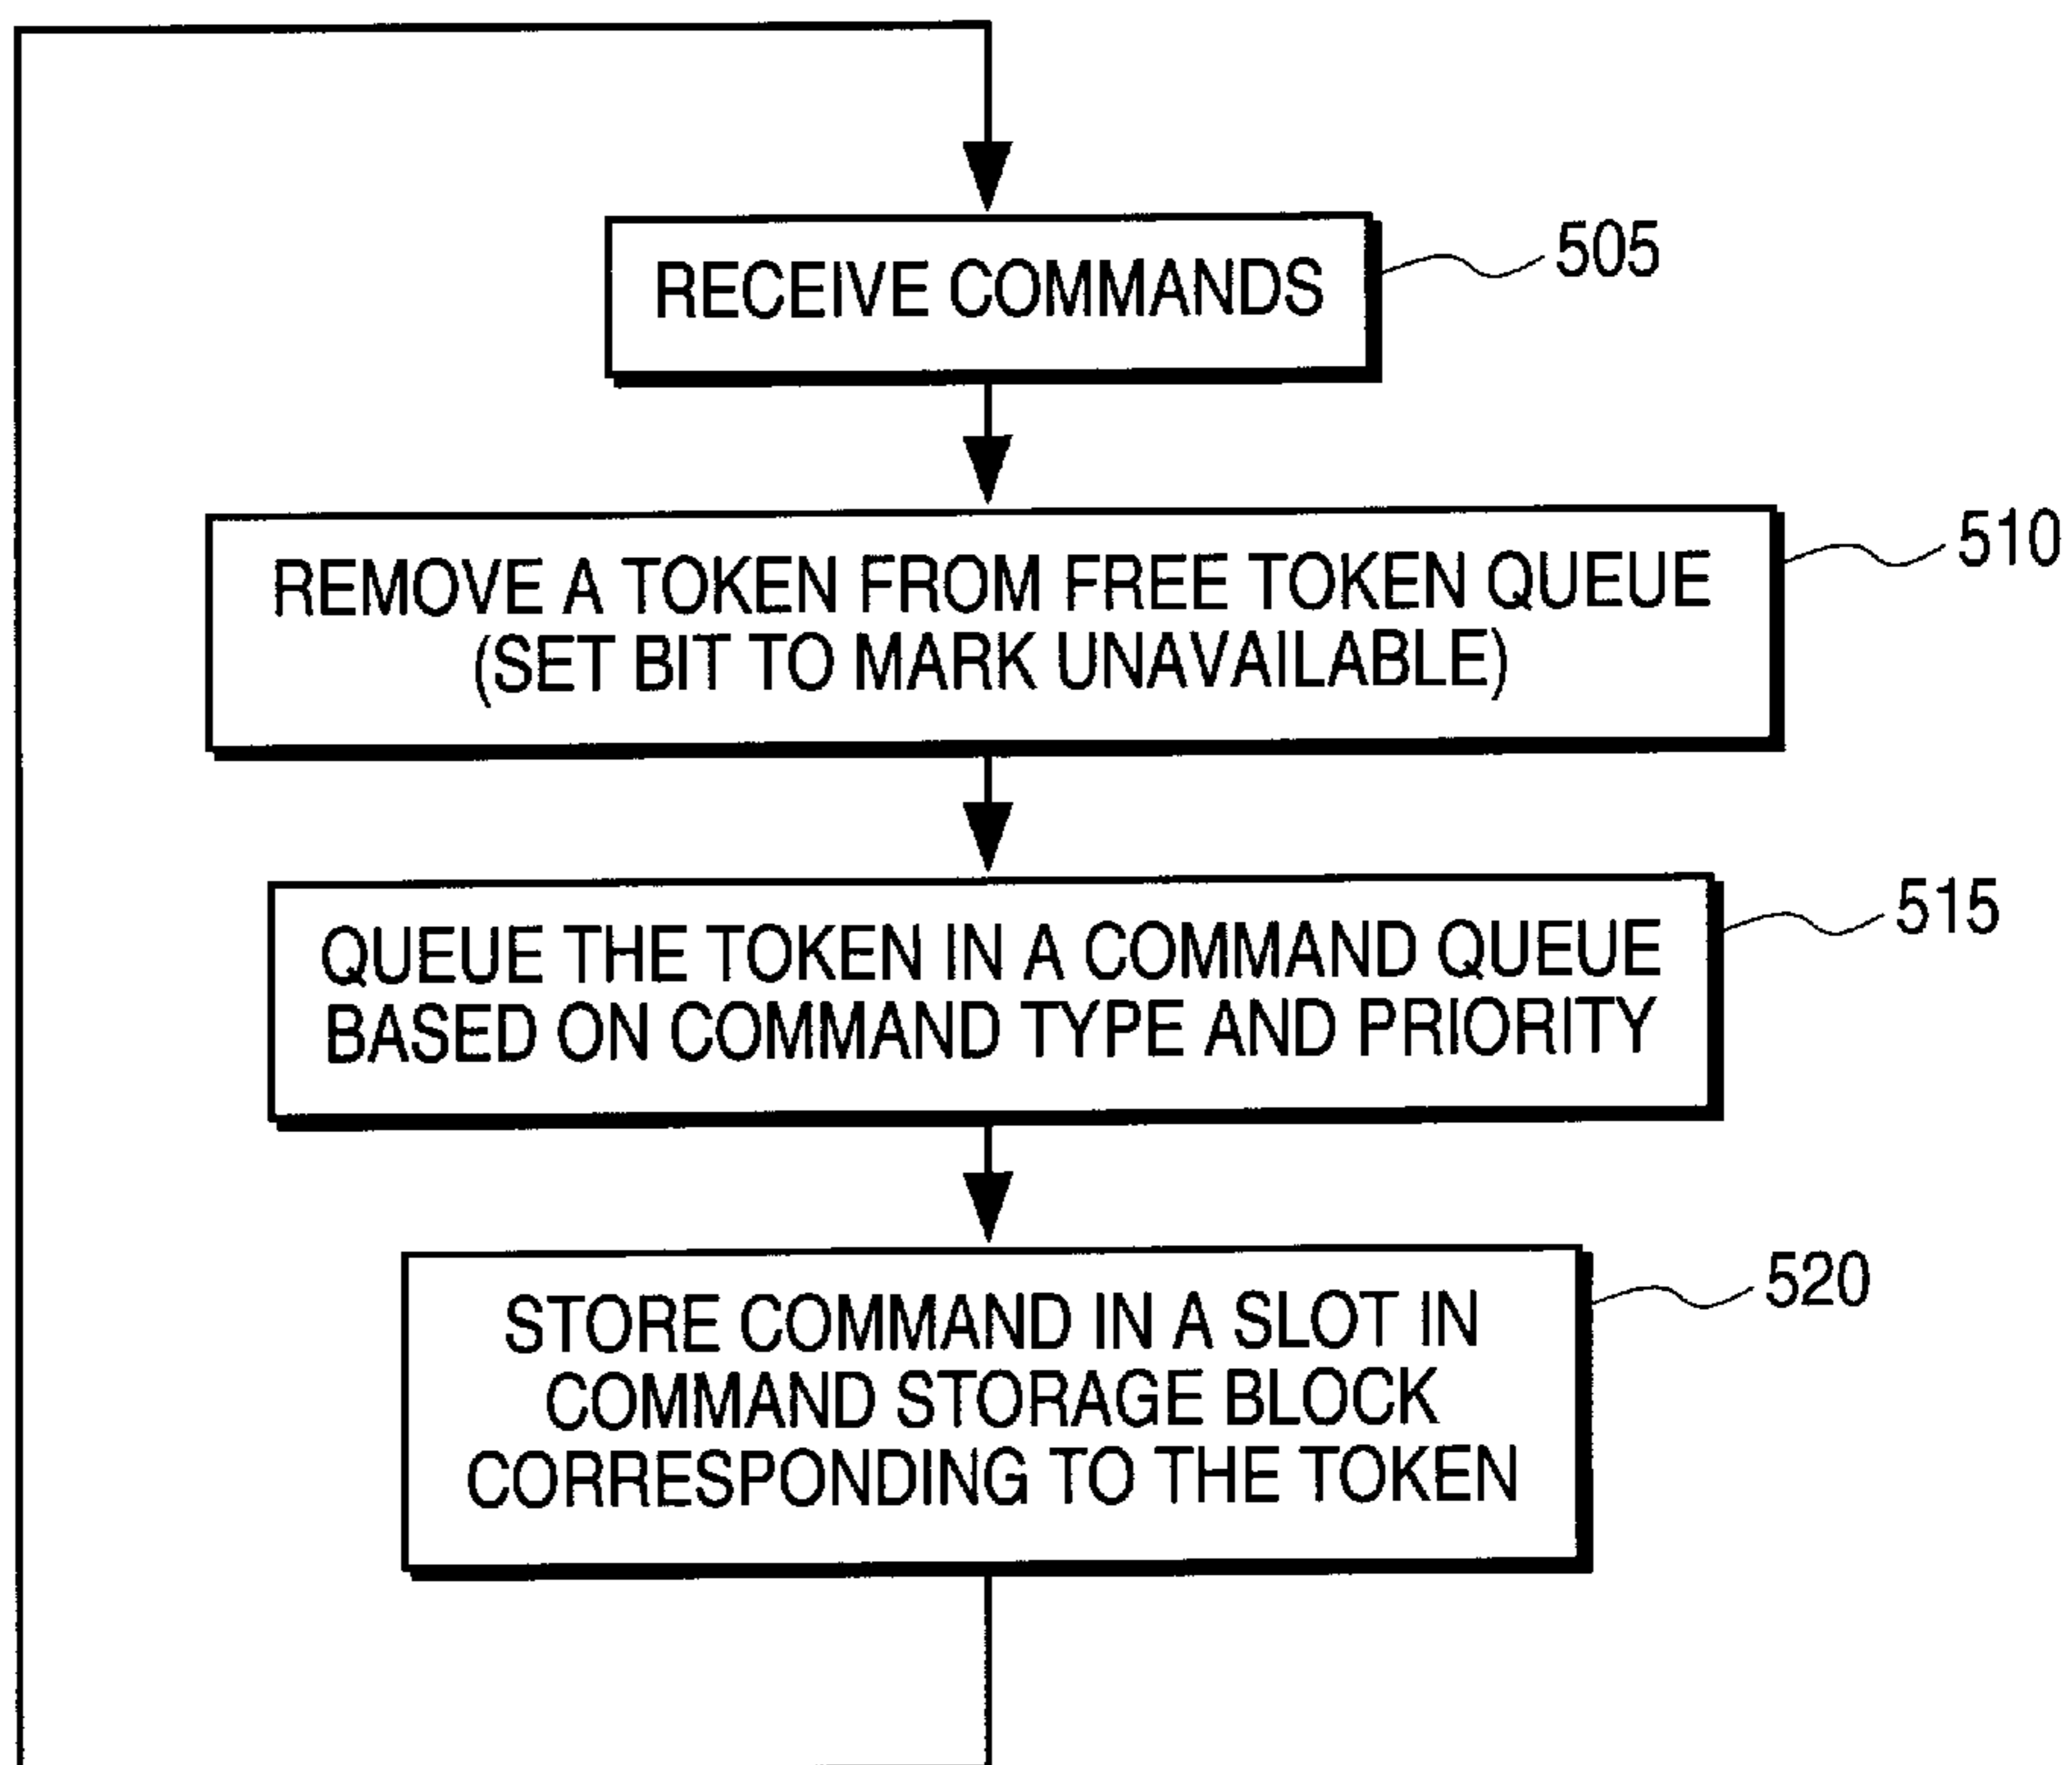 RECEIVE COMMANDS
505
REMOVE A TOKEN FROM FREE TOKEN QUEUE
(SET BIT TO MARK UNAVAILABLE)
510
QUEUE THE TOKEN IN A COMMAND QUEUE
BASED ON COMMAND TYPE AND PRIORITY
515
STORE COMMAND IN A SLOT IN
COMMAND STORAGE BLOCK
CORRESPONDING TO THE TOKEN
520